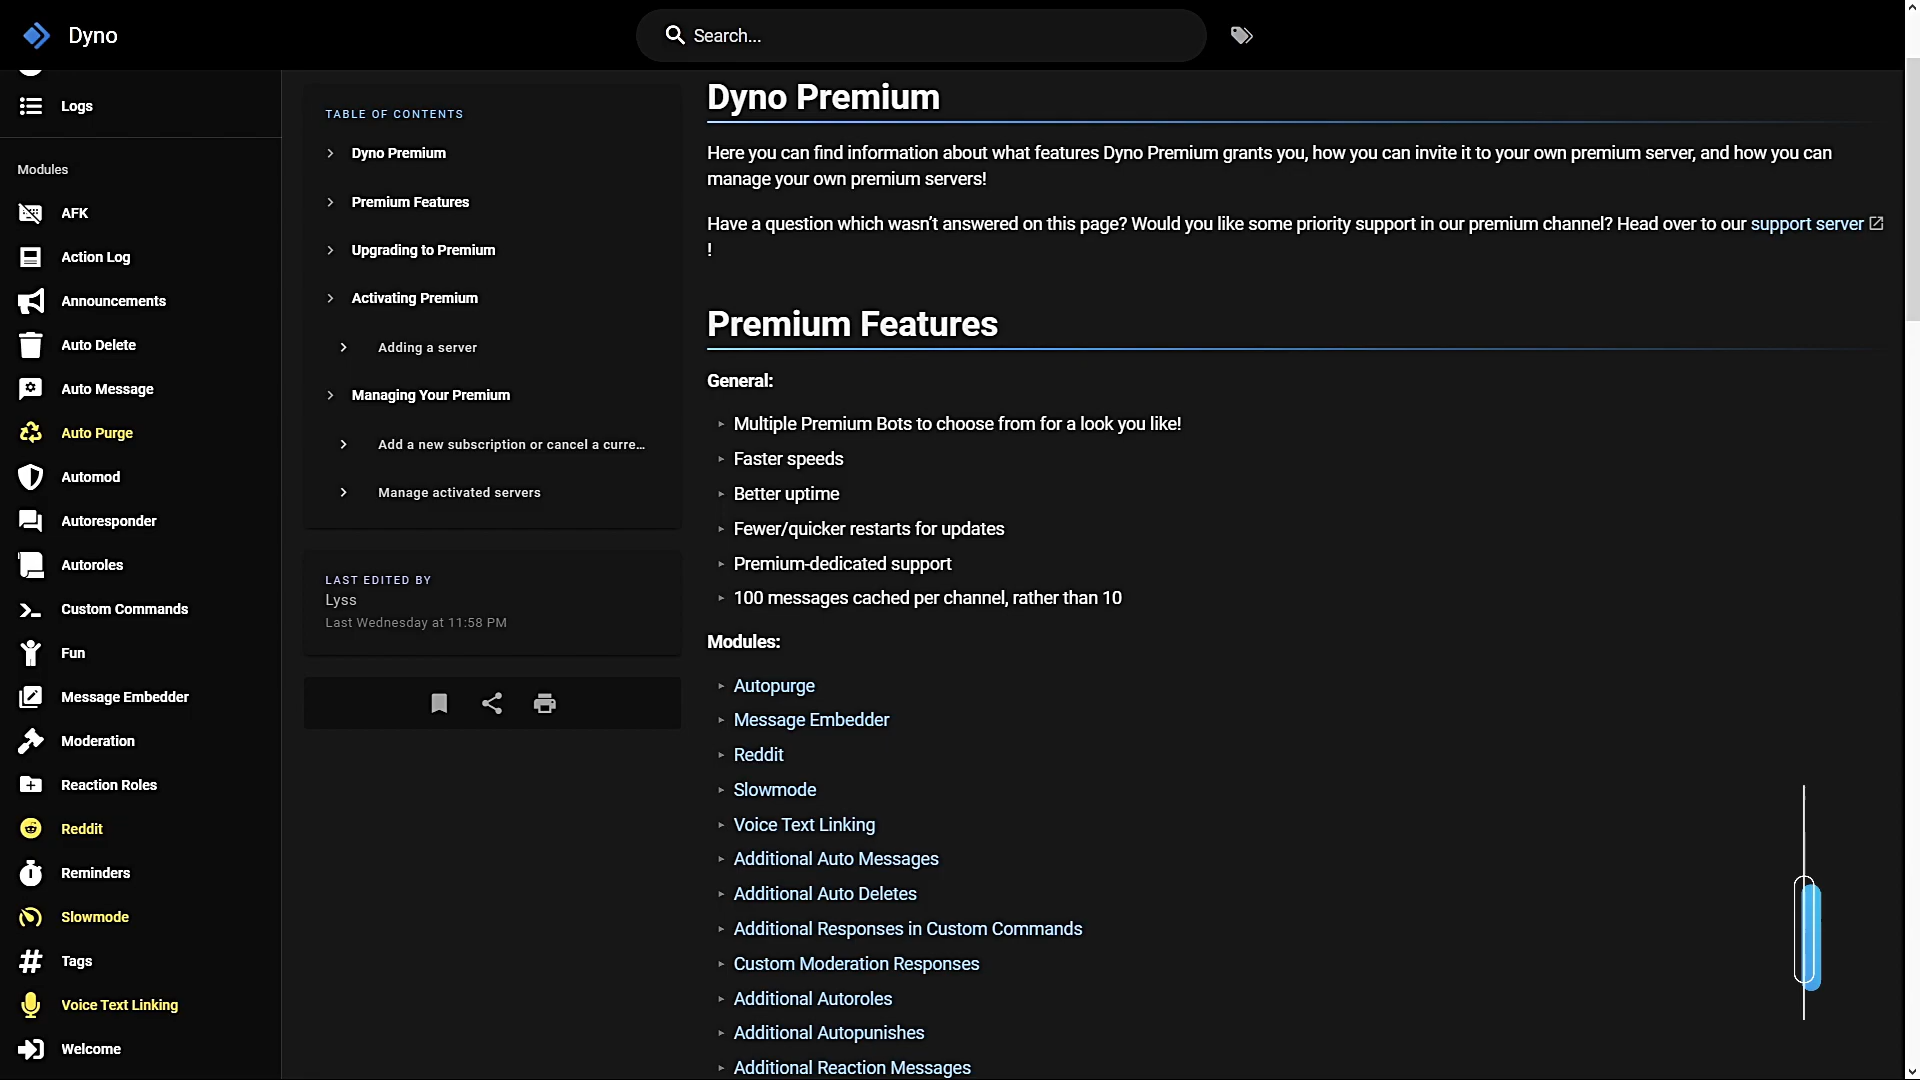 Dyno
Search...
Logs
Modules
AFK
Action Log
Announcements
Auto Delete
Auto Message
Auto Purge
Automod
Autoresponder
Autoroles
Custom Commands
Fun
Message Embedder
Moderation
Reaction Roles
Reddit
Reminders
Slowmode
Tags
Voice Text Linking
Welcome
TABLE OF CONTENTS
Dyno Premium
Premium Features
Upgrading to Premium
Activating Premium
Adding a server
Managing Your Premium
Add a new subscription or cancel a curre…
Manage activated servers
LAST EDITED BY
Lyss
Last Wednesday at 11:58 PM
Dyno Premium
Here you can find information about what features Dyno Premium grants you, how you can invite it to your own premium server, and how you can
manage your own premium servers!
Have a question which wasn’t answered on this page? Would you like some priority support in our premium channel? Head over to our support server
!
Premium Features
General:
Multiple Premium Bots to choose from for a look you like!
Faster speeds
Better uptime
Fewer/quicker restarts for updates
Premium-dedicated support
100 messages cached per channel, rather than 10
Modules:
Autopurge
Message Embedder
Reddit
Slowmode
Voice Text Linking
Additional Auto Messages
Additional Auto Deletes
Additional Responses in Custom Commands
Custom Moderation Responses
Additional Autoroles
Additional Autopunishes
Additional Reaction Messages